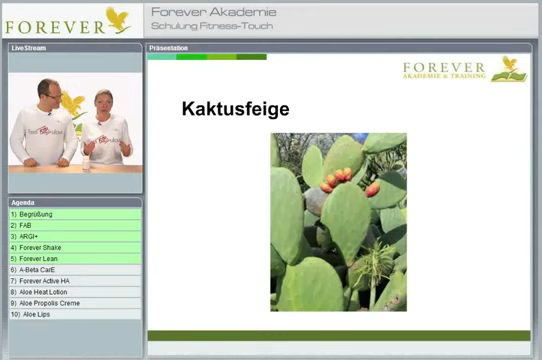 FOREVER
Forever Akademie
Schulung Fitness-Touch
LiveStream
Präsentation
FOREVER
AKADEMIE & TRAINING
Kaktusfeige
Agenda
1) Begrüßung
2) FAB
3) ARGI+
4) Forever Shake
5) Forever Lean
6) A-Beta CarE
7) Forever Active HA
8) Aloe Heat Lotion
9) Aloe Propolis Creme
10) Aloe Lips